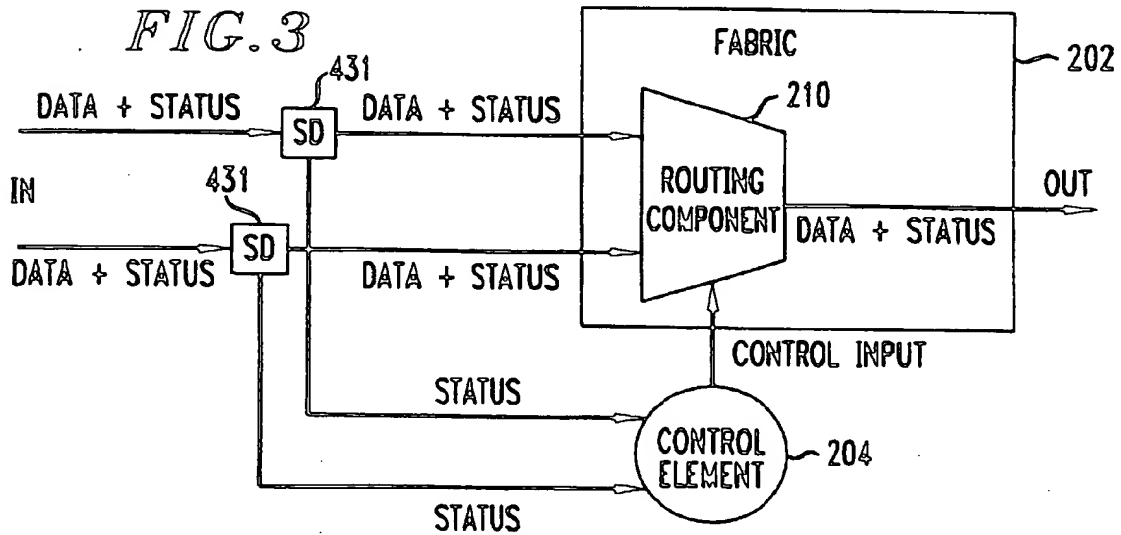 FIG. 3
FABRIC
202
431
210
DATA + STATUS
SD
DATA + STATUS
IN
431
ROUTING
COMPONENT
OUT
DATA + STATUS
SD
DATA + STATUS
DATA + STATUS
CONTROL INPUT
STATUS
CONTROL
ELEMENT
204
STATUS